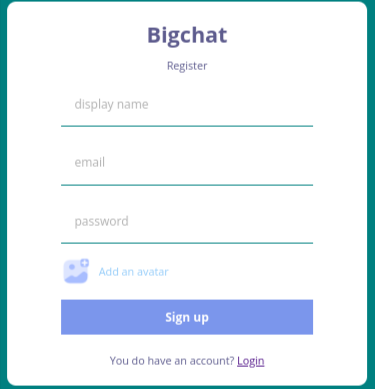 Bigchat
Register
display name
email
password
Add an avatar
Sign up
You do have an account? Login